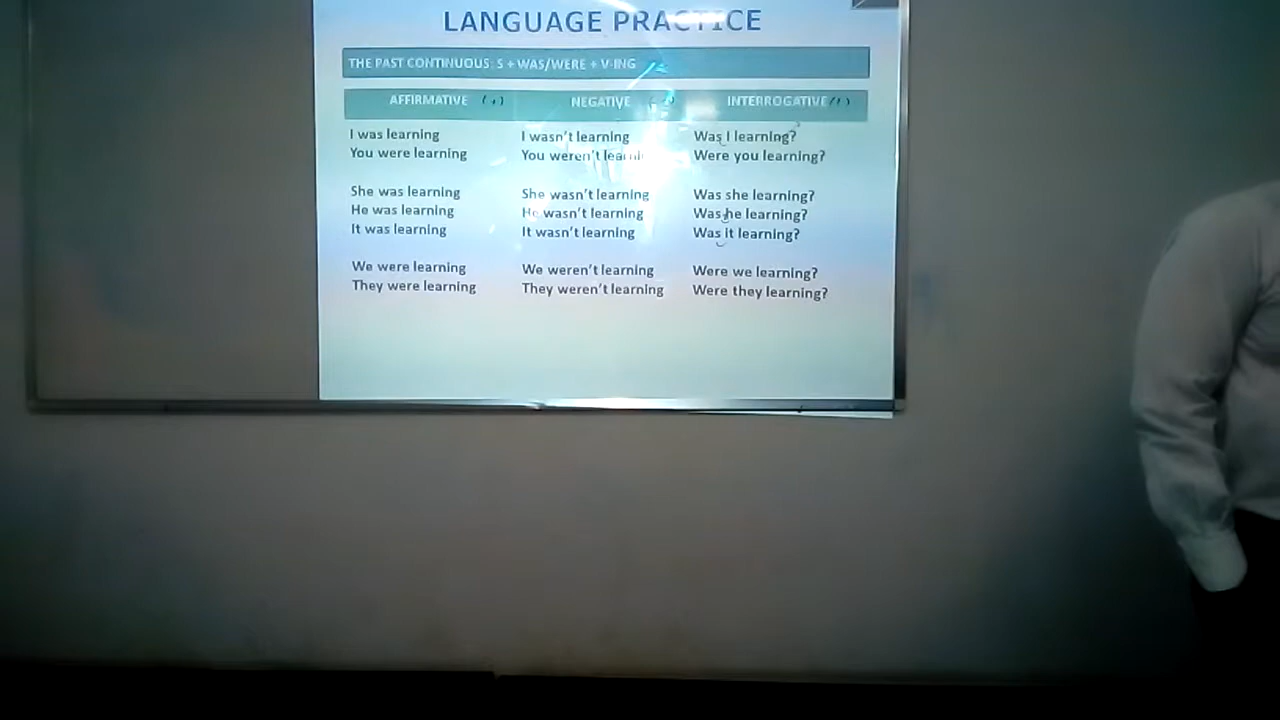 LANGUAGE PRACTICE
THE PAST CONTINUOUS: S + WAS/WERE + V-ING
AFFIRMATIVE (+) NEGATIVE (-) INTERROGATIVE (?)
I was learning I wasn't learning Was I learning?
You were learning You weren't Were you learning?
She was learning She wasn't learning Was she learning?
He was learning He wasn't learning Was he learning?
It was learning It wasn't learning Was it learning?
We were learning We weren't learning Were we learning?
They were learning They weren't learning Were they learning?